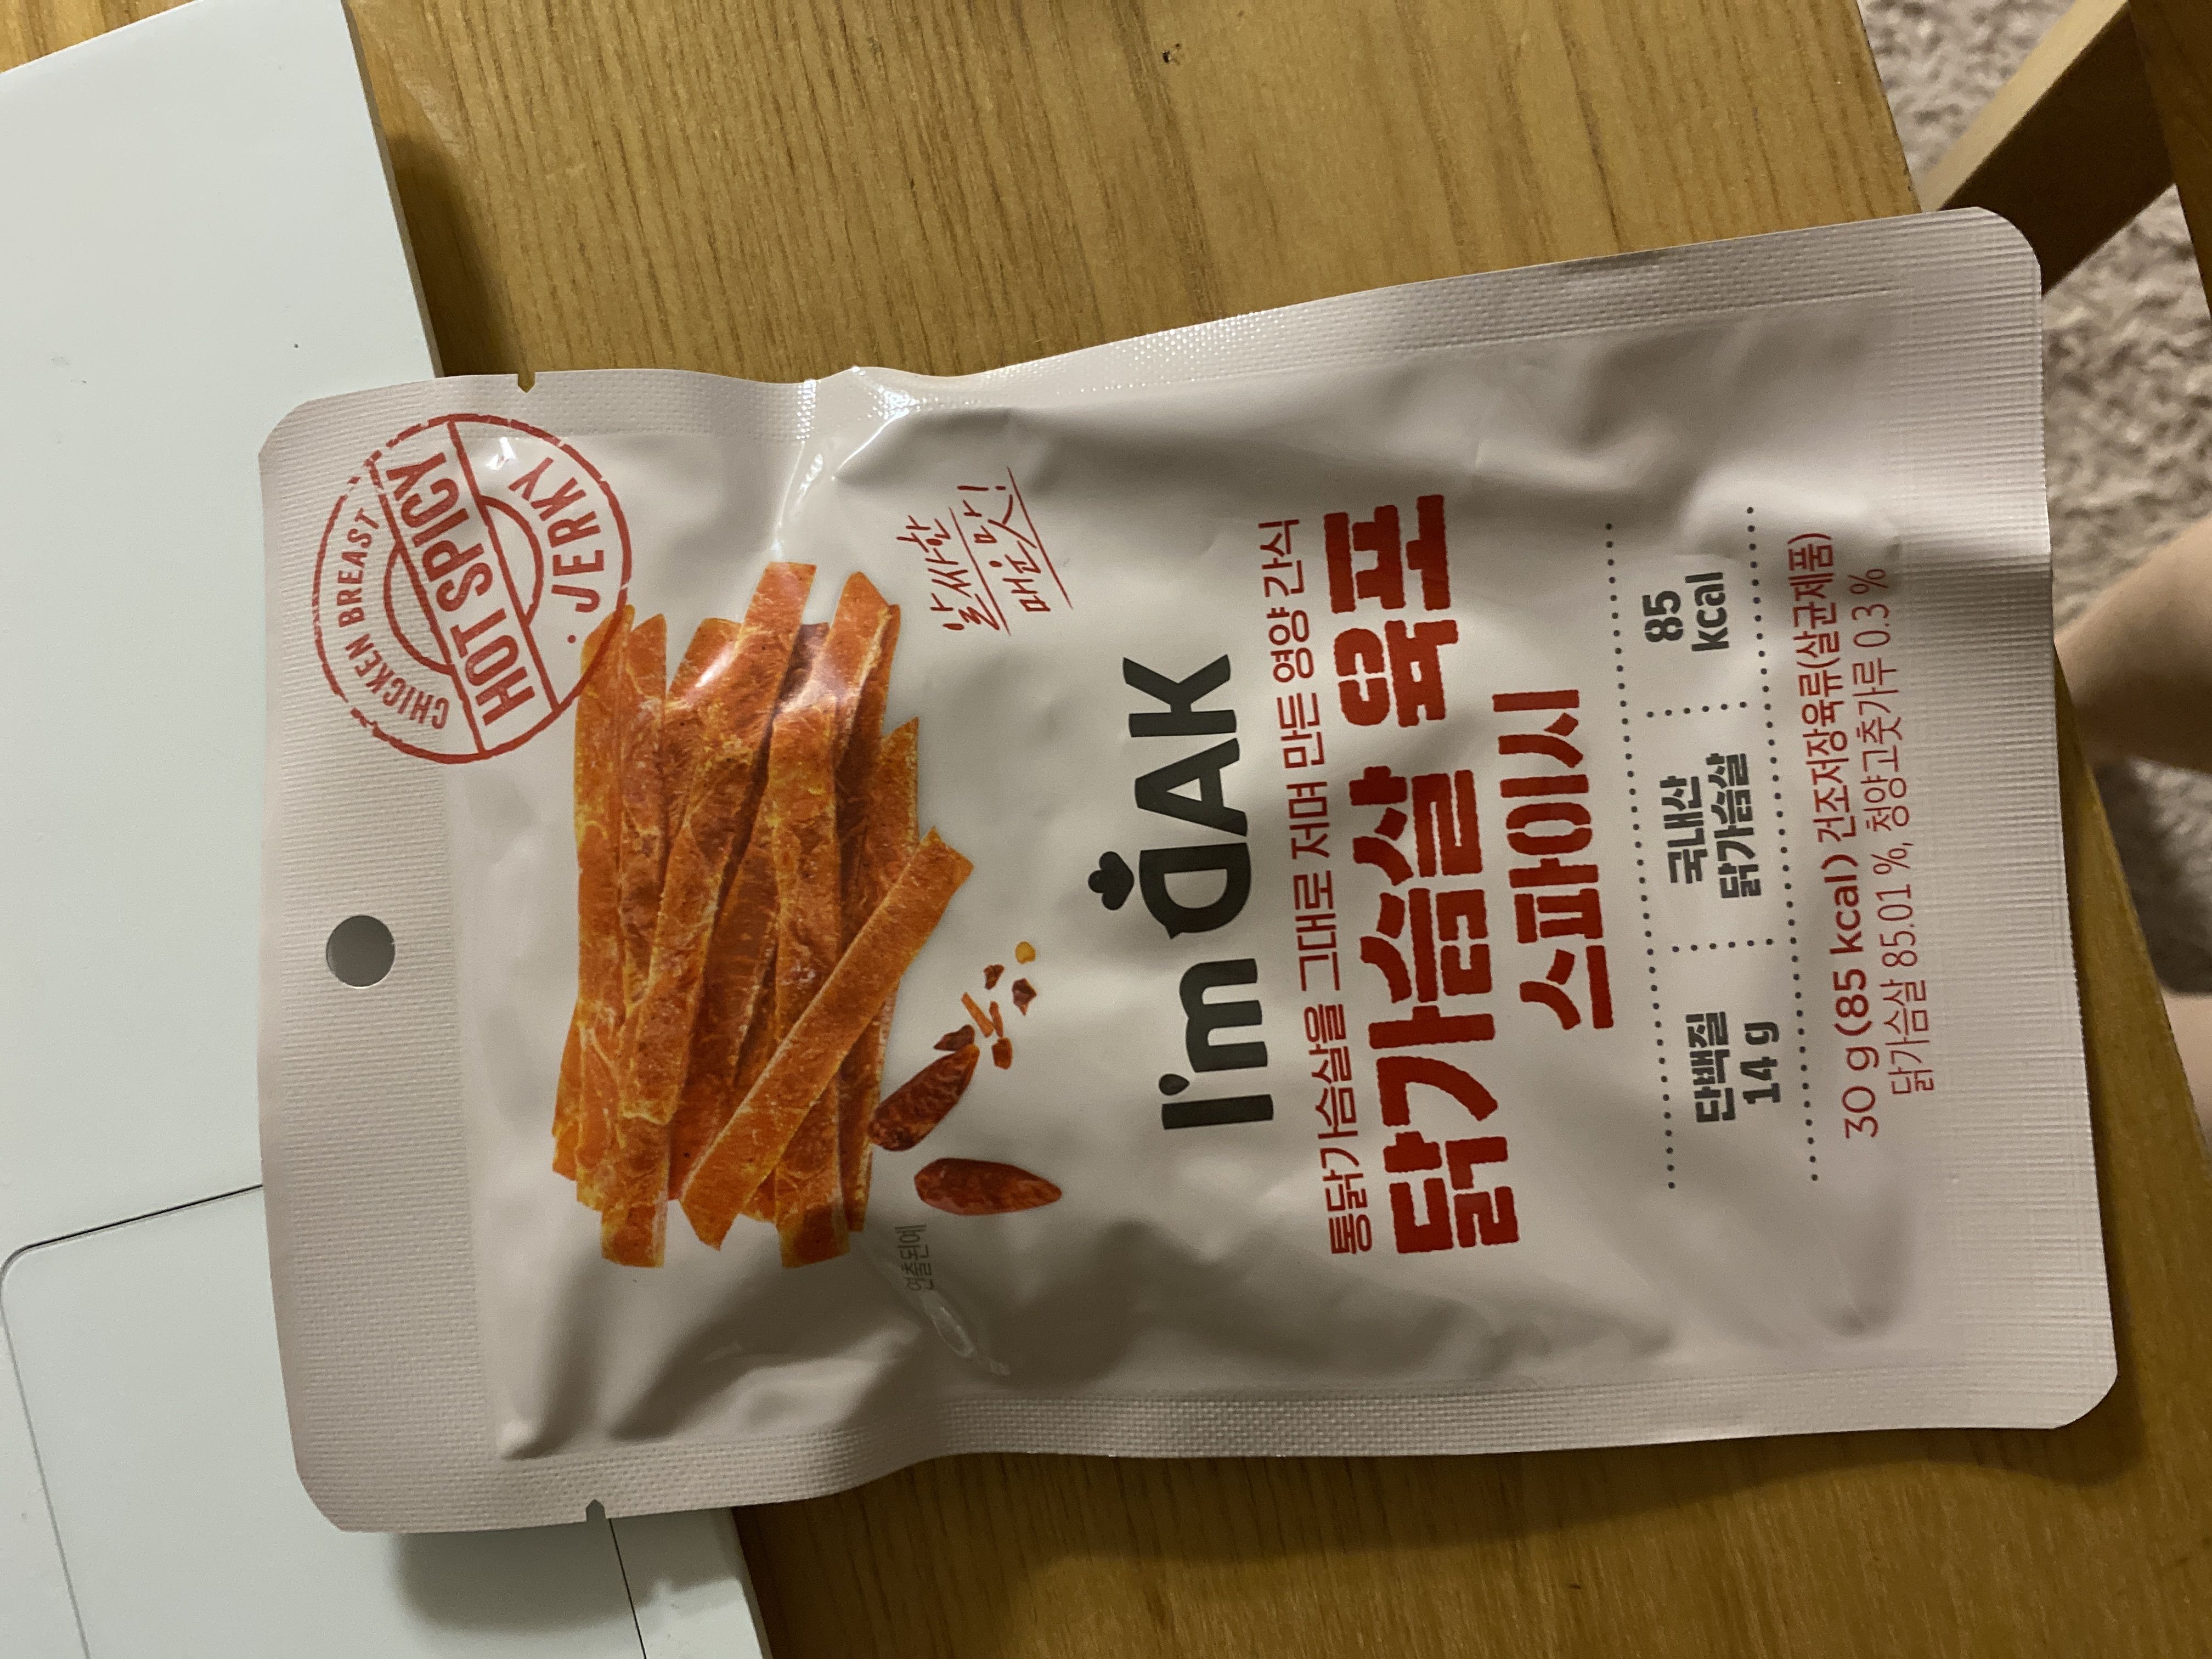 CHICKEN BREAST
HOT SPICY
JERKY
알싸한
매운맛!
연출된예
I'm DAK
통닭가슴살을 그대로 저며 만든 영양 간식
닭가슴살 육포
스파이시
단백질
14 g
국내산
닭가슴살
85
kcal
30 g (85 kcal) 건조저장육류(살균제품)
닭가슴살 85.01 %, 청양고춧가루 0.3 %